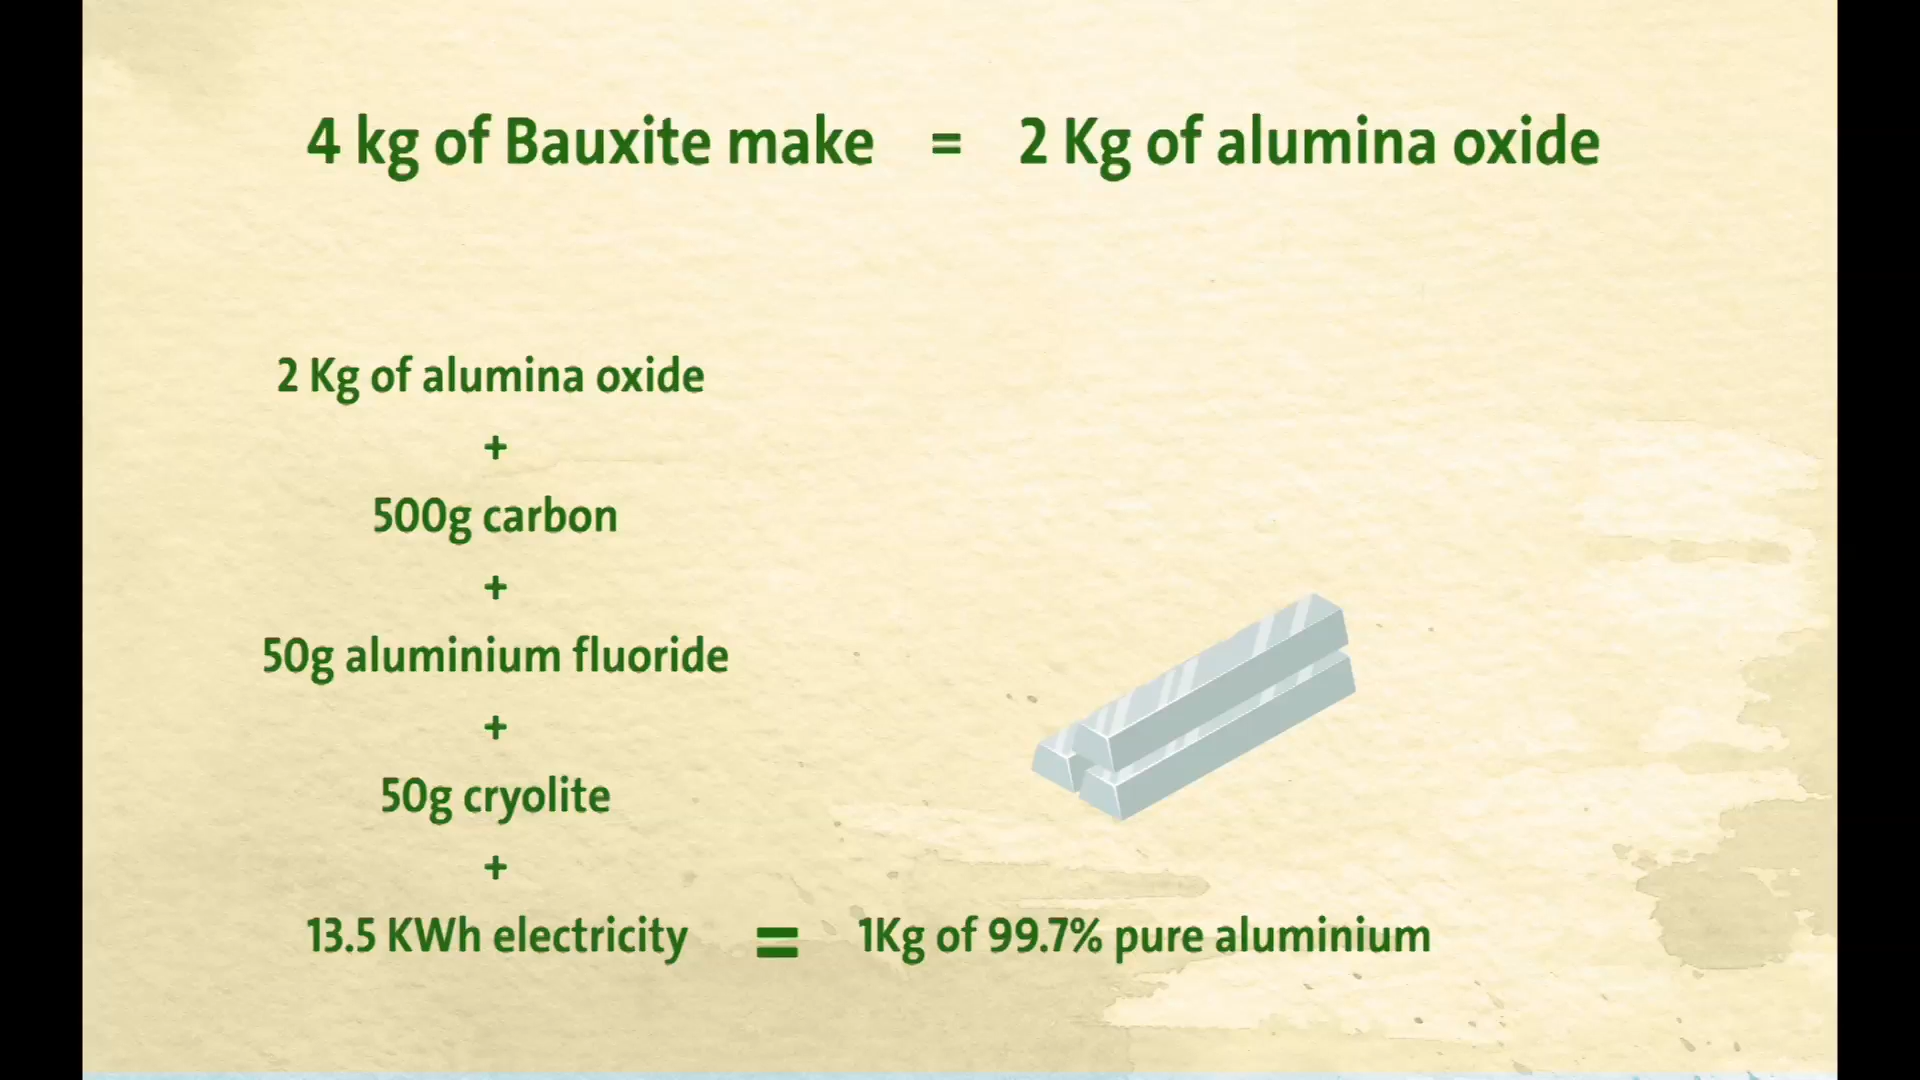 4 kg of Bauxite make = 2 Kg of alumina oxide
2 Kg of alumina oxide
+
500g carbon
+
50g aluminium fluoride
+
50g cryolite
+
13.5 KWh electricity = 1Kg of 99.7% pure aluminium